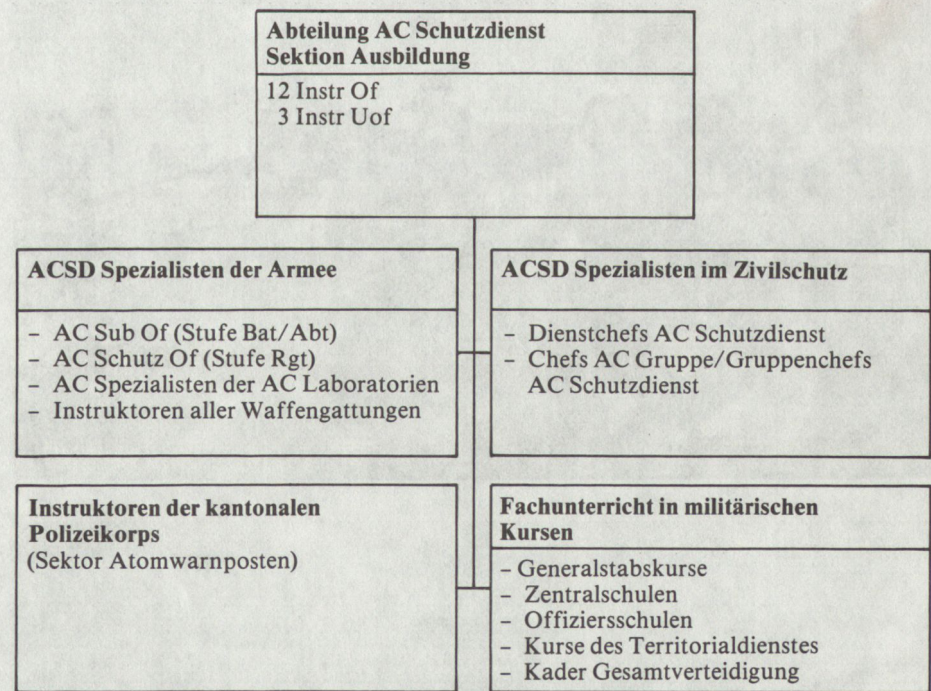 Abteilung AC Schutzdienst
Sektion Ausbildung
12 Instr Of
3 Instr Uof
ACSD Spezialisten der Armee
– AC Sub Of (Stufe Bat/Abt)
– AC Schutz Of (Stufe Rgt)
– AC Spezialisten der AC Laboratorien
– Instruktoren aller Waffengattungen
ACSD Spezialisten im Zivilschutz
– Dienstchefs AC Schutzdienst
– Chefs AC Gruppe/Gruppenchefs
AC Schutzdienst
Instruktoren der kantonalen
Polizeikorps
(Sektor Atomwarnposten)
Fachunterricht in militärischen
Kursen
– Generalstabskurse
– Zentralschulen
– Offiziersschulen
– Kurse des Territorialdienstes
– Kader Gesamtverteidigung